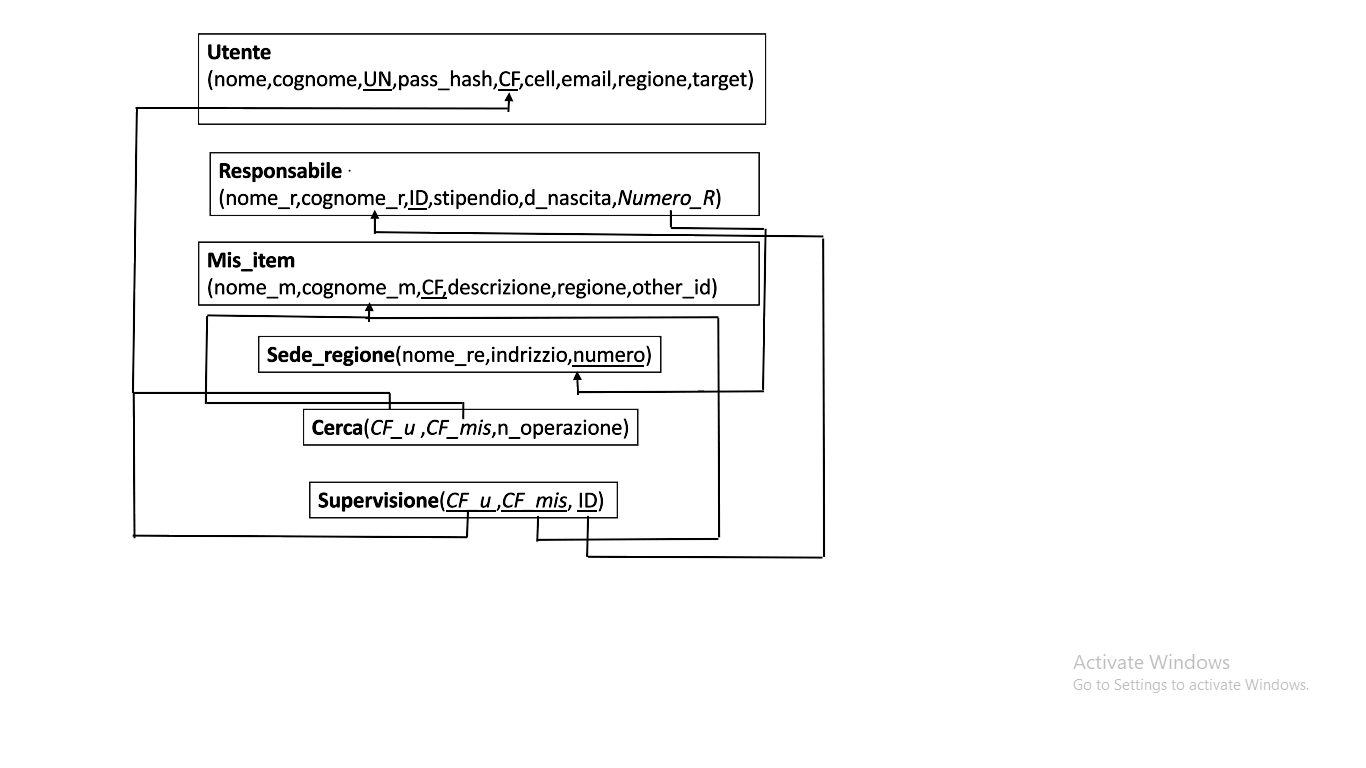 Utente
(nome,cognome,UN,pass_hash,CF,cell,email,regione,target)
Responsabile
(nome_r,cognome_r,ID,stipendio,d_nascita,Numero_R)
Mis_item
(nome_m,cognome_m,CF,descrizione,regione,other_id)
Sede_regione(nome_re,indrizzio,numero)
Cerca(CF_u ,CF_mis,n_operazione)
Supervisione(CF_u ,CF_mis, ID)
Activate Windows
Go to Settings to activate Windows.